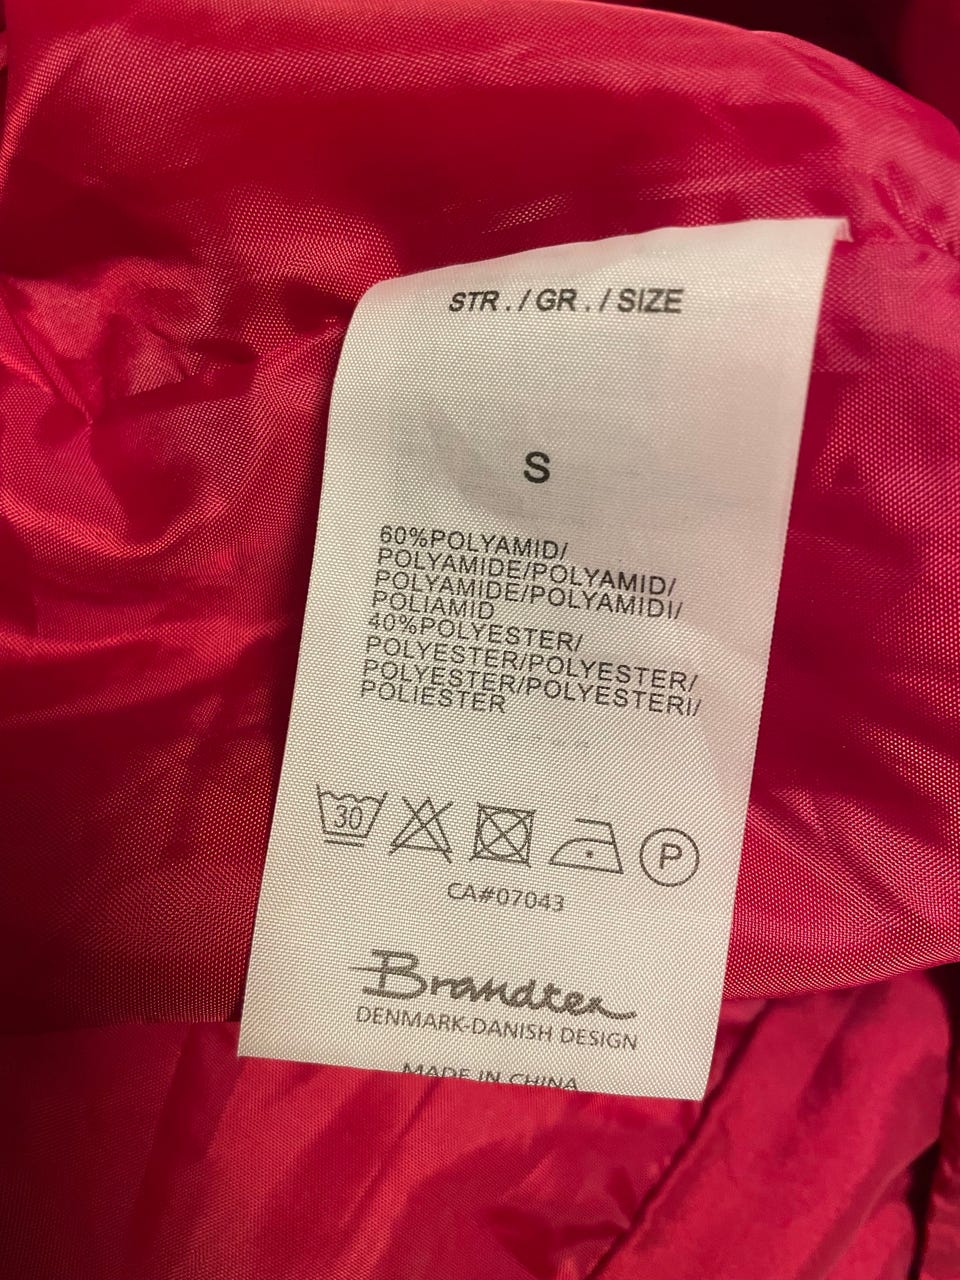 STR./GR./SIZE
S
60%POLYAMID/
POLYAMIDE/POLYAMID/
POLYAMIDE/POLYAMIDI/
POLIAMID
40%POLYESTER/
POLYESTER/POLYESTER/
POLYESTER/POLYESTERI/
POLIESTER
30 P
CA#07043
Brandtex
DENMARK-DANISH DESIGN
MADE IN CHINA